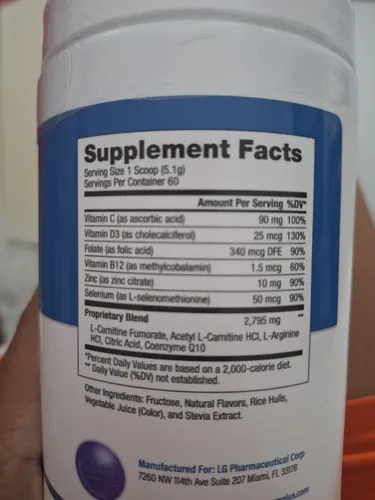 Supplement Facts
Serving Size 1 Scoop (5.1g)
Servings Per Container 60
Amount Per Serving %DV*
Vitamin C (as ascorbic acid) 90 mg 100%
Vitamin D3 (as cholecalciferol) 25 mcg 130%
Folate (as folic acid) 340 mcg DFE 90%
Vitamin B12 (as methylcobalamin) 1.5 mcg 60%
Zinc (as zinc citrate) 10 mg 90%
Selenium (as L-selenomethionine) 50 mcg 90%
Proprietary Blend 2,795 mg **
L-Carnitine Fumorate, Acetyl L-Carnitine HCl, L-Arginine
HCl, Citric Acid, Coenzyme Q10
*Percent Daily Values are based on a 2,000-calorie diet.
** Daily Value (%DV) not established.
Other Ingredients: Fructose, Natural Flavors, Rice Hulls,
Vegetable Juice (Color), and Stevia Extract.
Manufactured For: LG Pharmaceutical Corp
7260 NW 114th Ave Suite 207 Miami, FL 33178